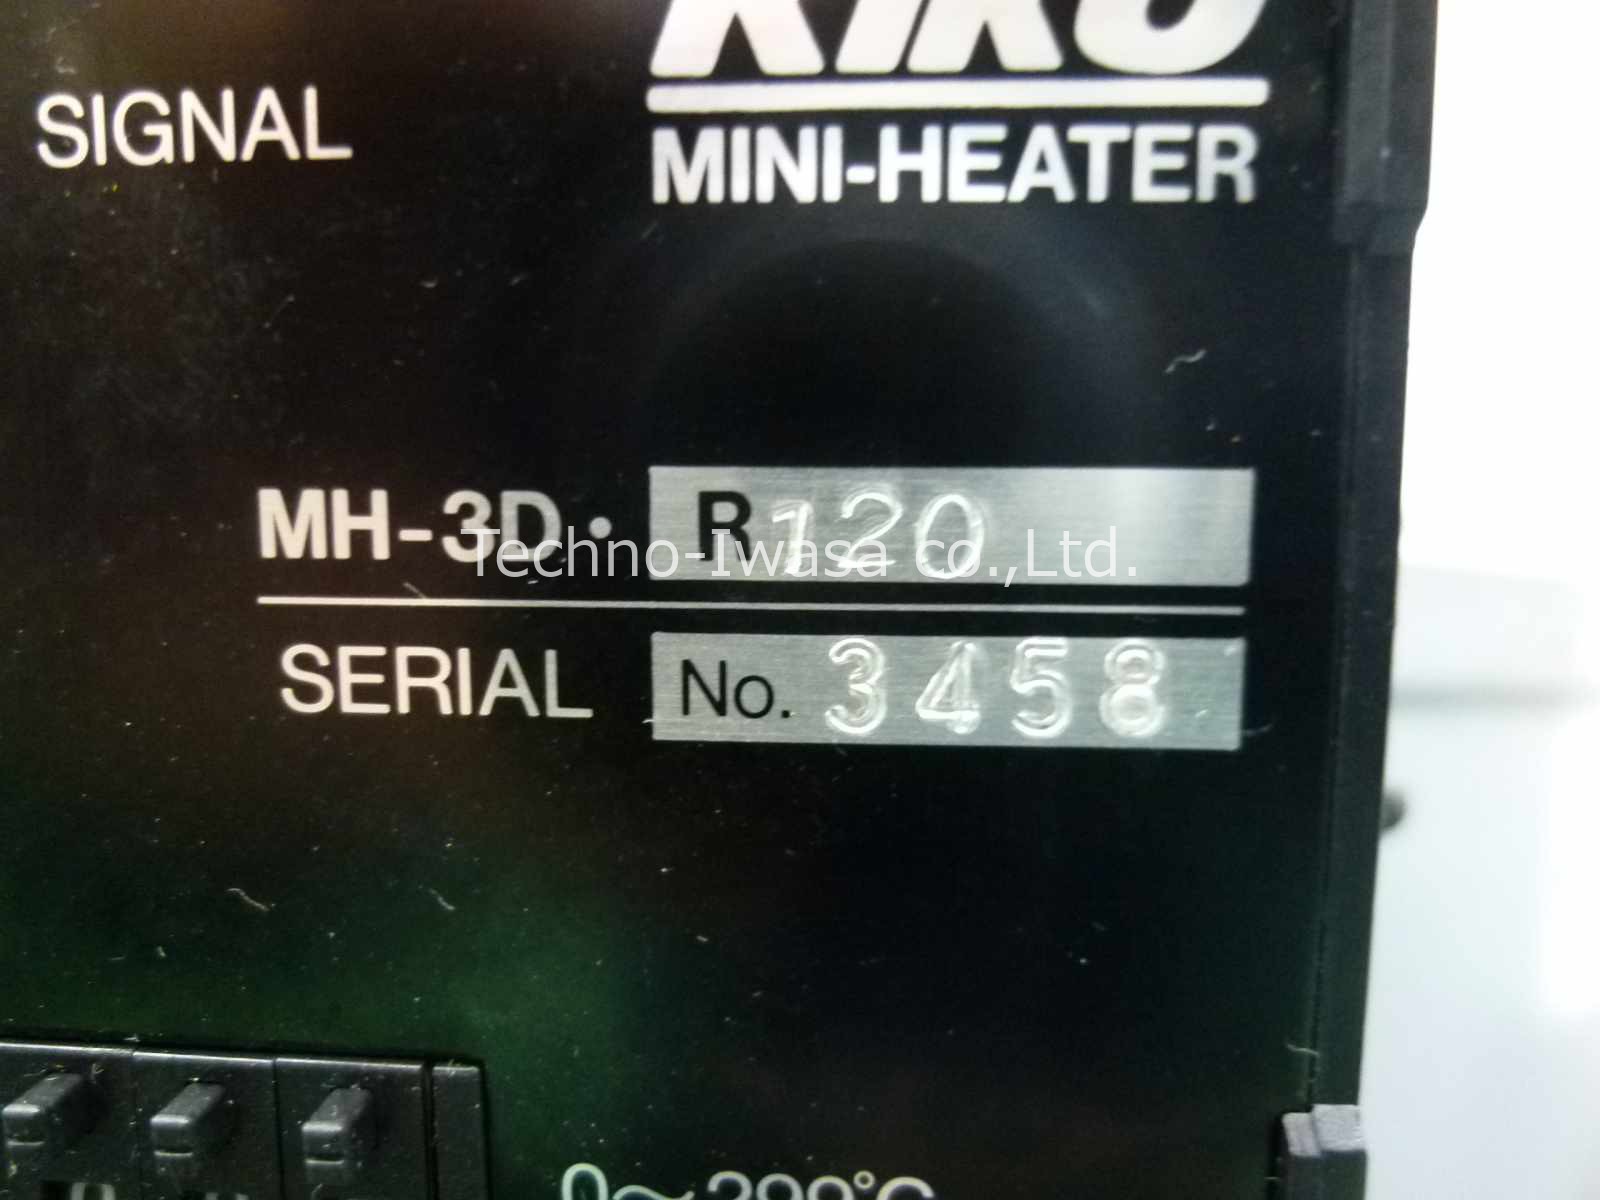 SIGNAL
MINI-HEATER
MH-3D· R120
Techno-Iwasa co.,Ltd.
SERIAL No. 3458